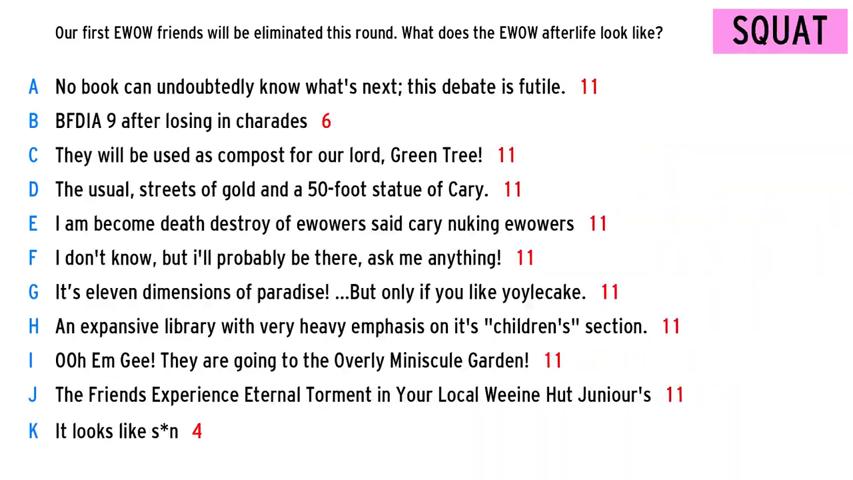 Our first EWOW friends will be eliminated this round. What does the EWOW afterlife look like?
SQUAT
A No book can undoubtedly know what's next; this debate is futile. 11
B BFDIA 9 after losing in charades 6
C They will be used as compost for our lord, Green Tree! 11
D The usual, streets of gold and a 50-foot statue of Cary. 11
E I am become death destroy of ewowers said cary nuking ewowers 11
F I don't know, but i'll probably be there, ask me anything! 11
G It’s eleven dimensions of paradise! ...But only if you like yoylecake. 11
H An expansive library with very heavy emphasis on it's "children's" section. 11
I OOh Em Gee! They are going to the Overly Miniscule Garden! 11
J The Friends Experience Eternal Torment in Your Local Weeine Hut Juniour's 11
K It looks like s*n 4